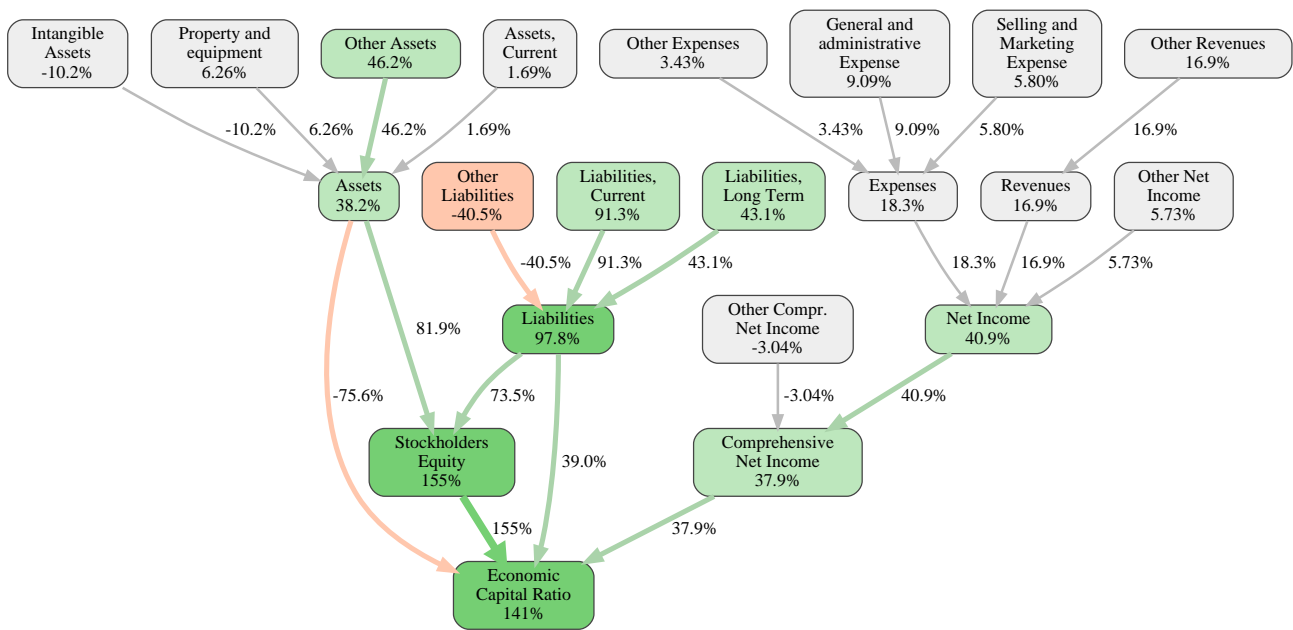 Intangible
Assets
-10.2%
Property and
equipment
6.26%
Other Assets
46.2%
Assets,
Current
1.69%
Other Expenses
3.43%
General and
administrative
Expense
9.09%
Selling and
Marketing
Expense
5.80%
Other Revenues
16.9%
-10.2%
6.26%
46.2%
1.69%
3.43%
9.09%
5.80%
16.9%
Assets
38.2%
Other
Liabilities
-40.5%
Liabilities,
Current
91.3%
Liabilities,
Long Term
43.1%
Expenses
18.3%
Revenues
16.9%
Other Net
Income
5.73%
-40.5%
91.3%
43.1%
18.3%
16.9%
5.73%
Liabilities
97.8%
Other Compr.
Net Income
-3.04%
Net Income
40.9%
81.9%
-75.6%
73.5%
-3.04%
40.9%
Stockholders
Equity
155%
39.0%
Comprehensive
Net Income
37.9%
155%
37.9%
Economic
Capital Ratio
141%